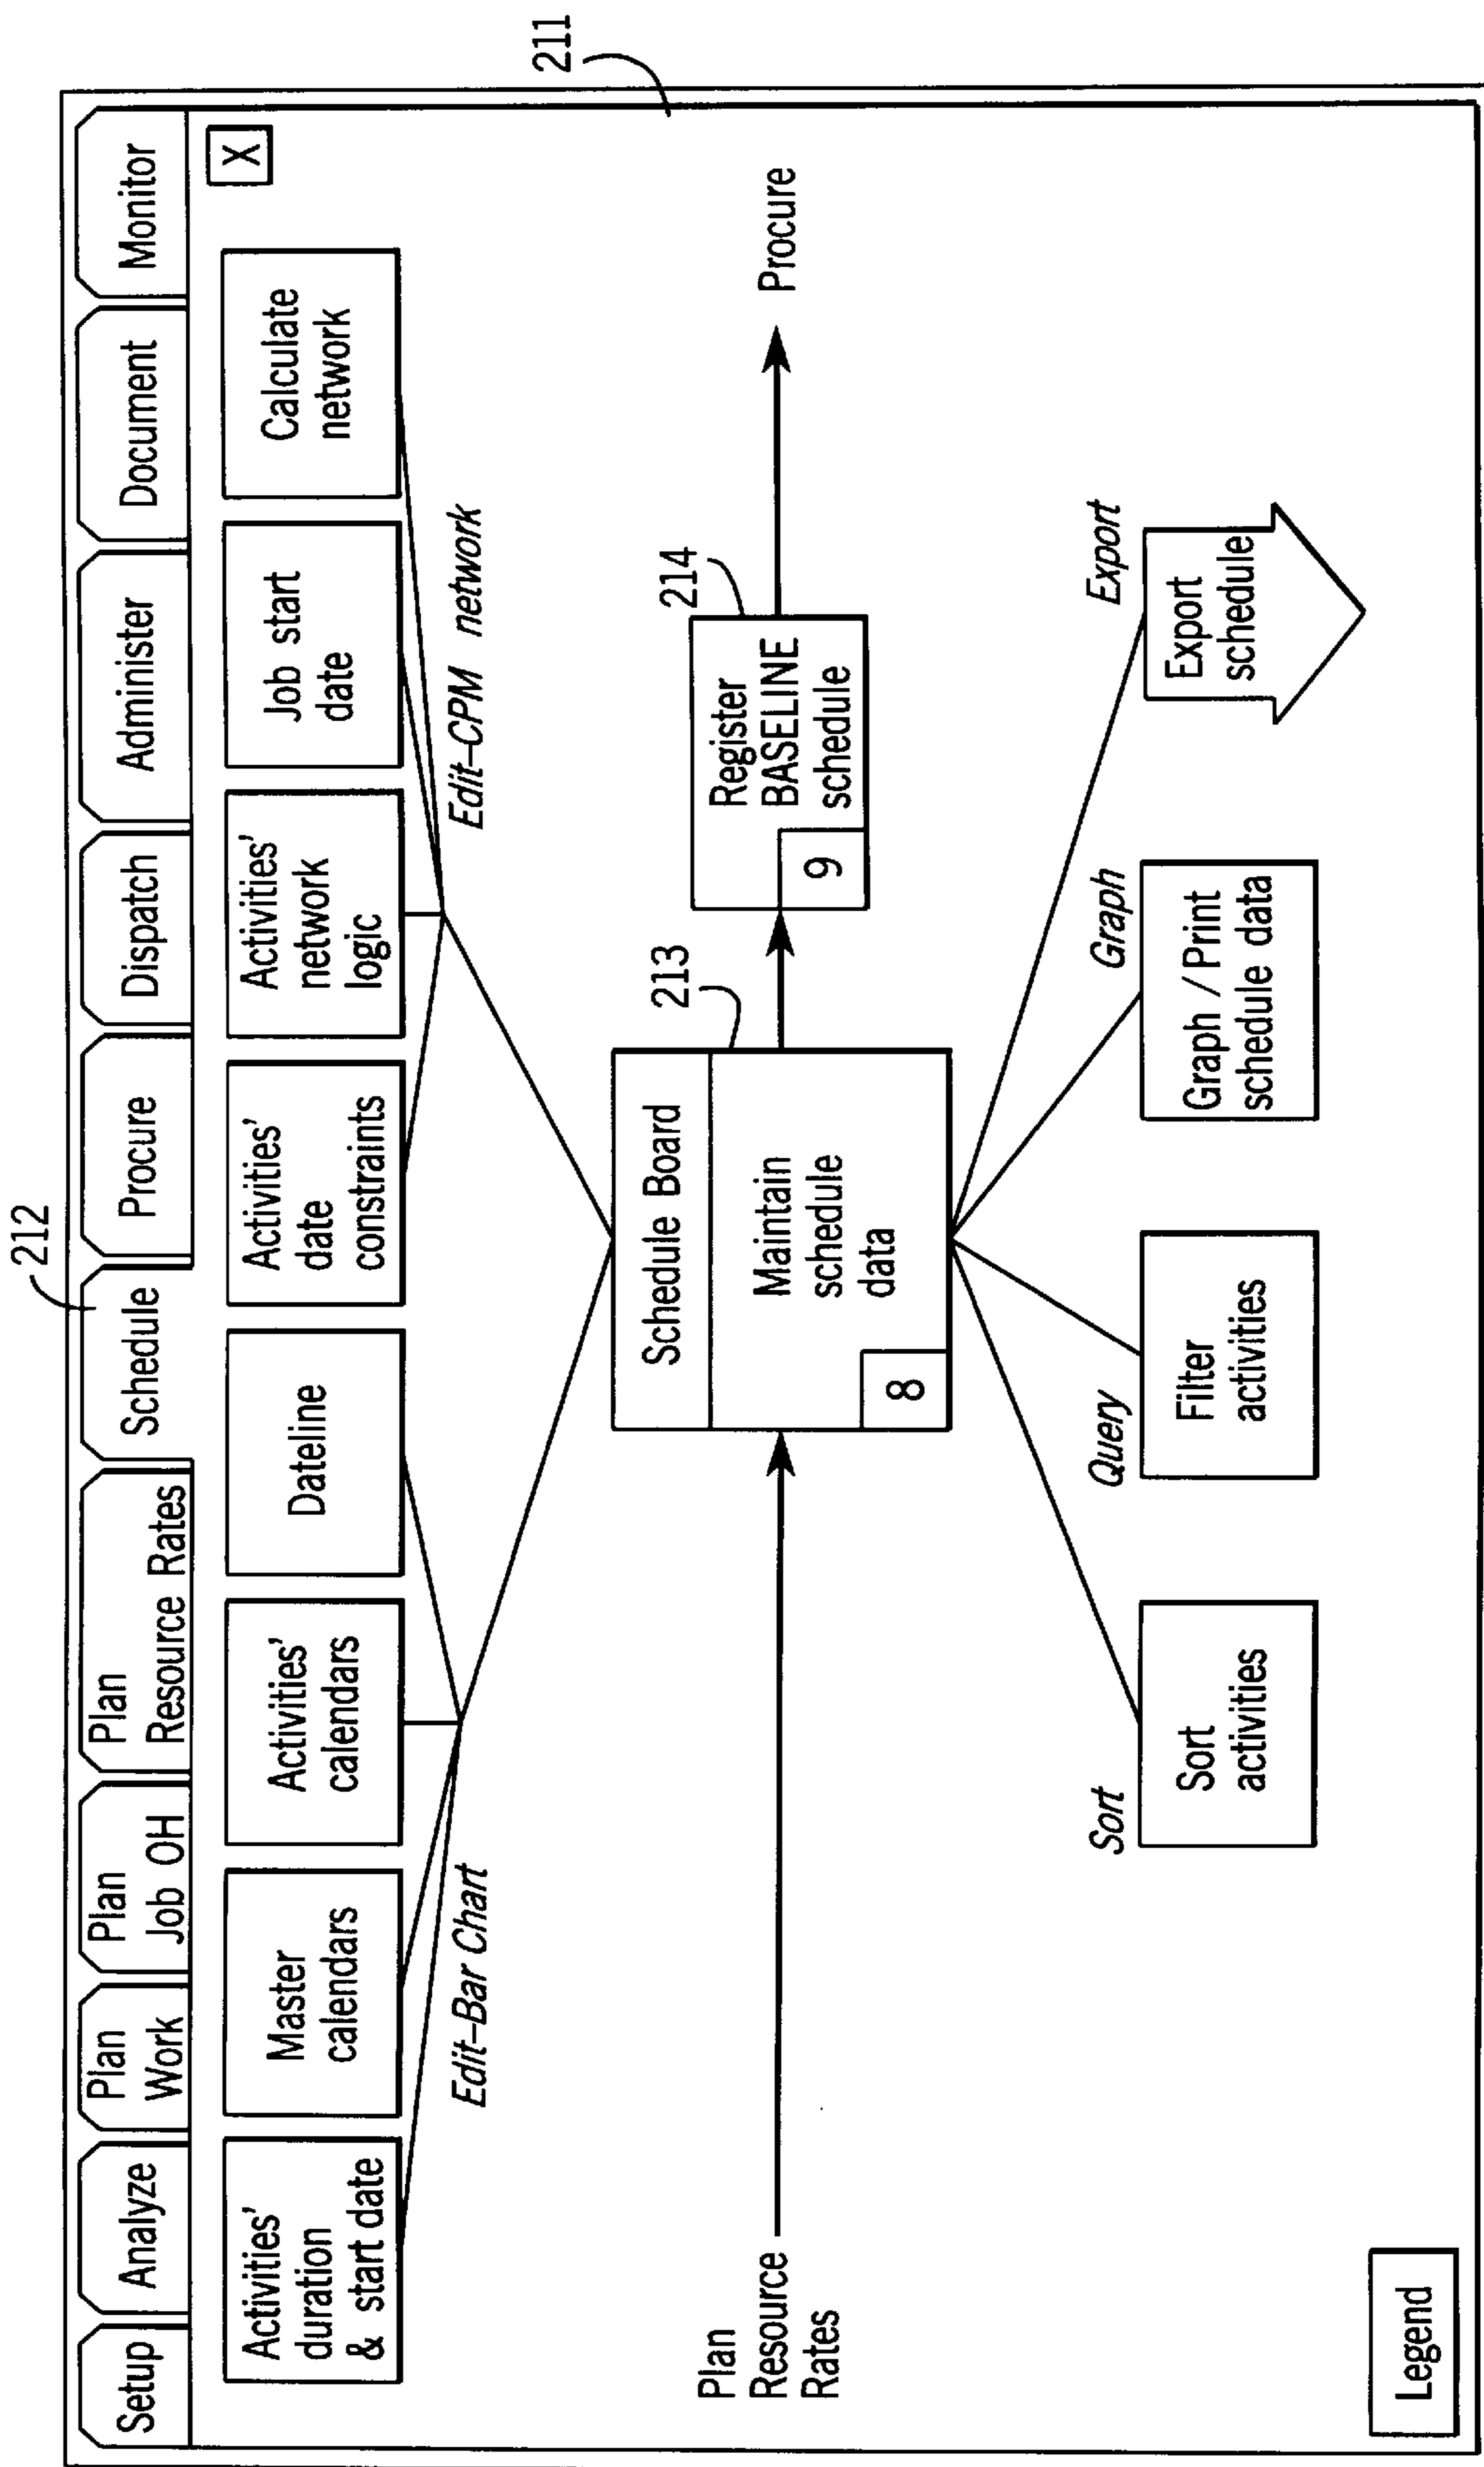 212
211
Setup
Analyze
Plan
Work
Plan
Job OH
Plan
Resource Rates
Schedule
Procure
Dispatch
Administer
Document
Monitor
X
Activities'
duration
& start date
Master
calendars
Activities'
calendars
Dateline
Activities'
date
constraints
Activities'
network
logic
Job start
date
Calculate
network
Edit–Bar Chart
Edit–CPM network
Plan
Resource
Rates
Schedule Board
213
Maintain
schedule
data
8
214
Register
BASELINE
schedule
9
Procure
Sort
Sort
activities
Query
Filter
activities
Graph
Graph / Print
schedule data
Export
Export
schedule
Legend